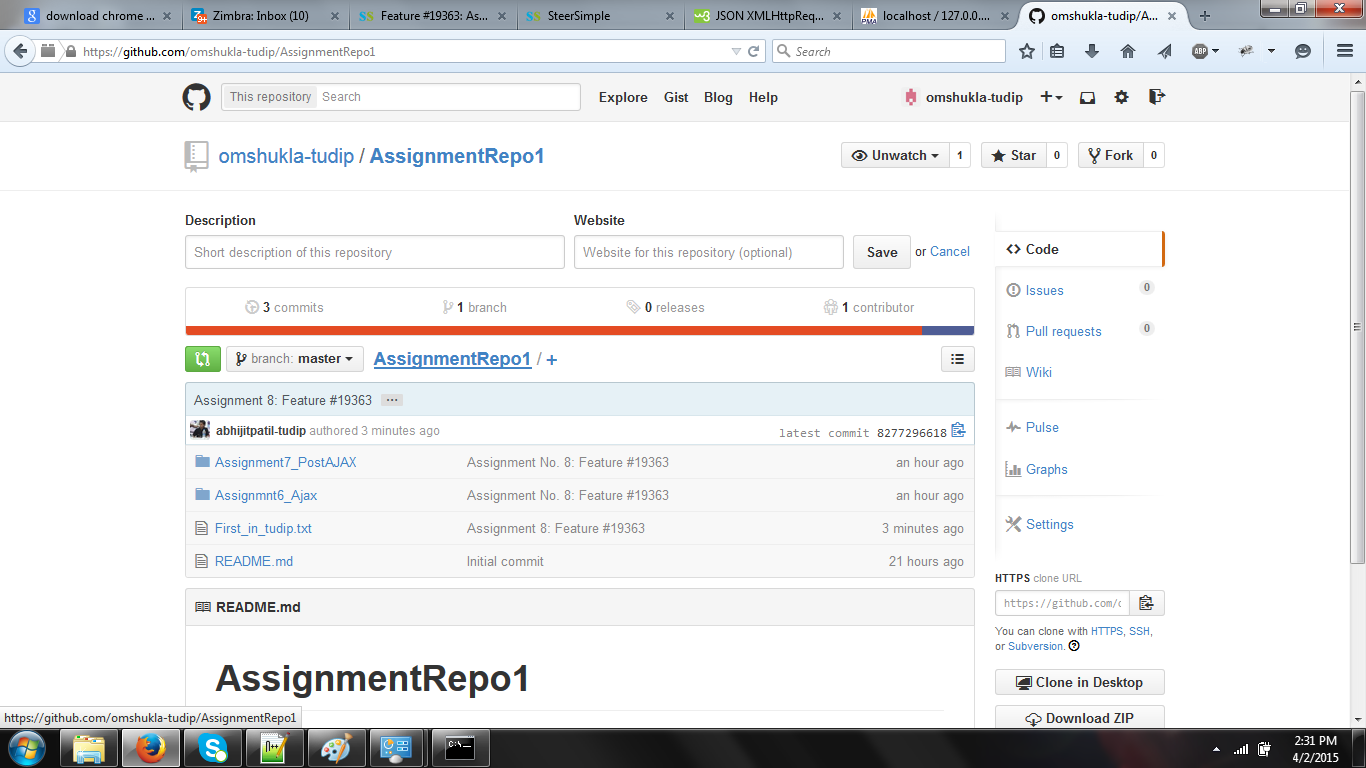 download chrome ...
Zimbra: Inbox (10)
Feature #19363: As...
SteerSimple
JSON XMLHttpReq...
localhost / 127.0.0....
omshukla-tudip/A...
https://github.com/omshukla-tudip/AssignmentRepo1
Search
ABP
This repository Search
Explore Gist Blog Help
omshukla-tudip
omshukla-tudip / AssignmentRepo1
Unwatch 1 Star 0 Fork 0
Description Website
Short description of this repository Website for this repository (optional) Save or Cancel
3 commits 1 branch 0 releases 1 contributor
branch: master AssignmentRepo1 / +
Assignment 8: Feature #19363 ...
abhijitpatil-tudip authored 3 minutes ago latest commit 8277296618
Assignment7_PostAJAX Assignment No. 8: Feature #19363 an hour ago
Assignmnt6_Ajax Assignment No. 8: Feature #19363 an hour ago
First_in_tudip.txt Assignment 8: Feature #19363 3 minutes ago
README.md Initial commit 21 hours ago
README.md
AssignmentRepo1
Code
Issues 0
Pull requests 0
Wiki
Pulse
Graphs
Settings
HTTPS clone URL
https://github.com/
You can clone with HTTPS, SSH,
or Subversion.
Clone in Desktop
Download ZIP
https://github.com/omshukla-tudip/AssignmentRepo1
2:31 PM
4/2/2015